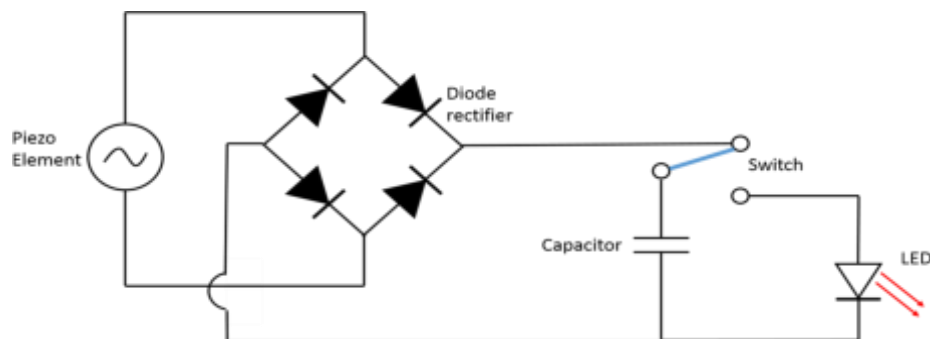 Piezo
Element
Diode
rectifier
Switch
Capacitor
LED